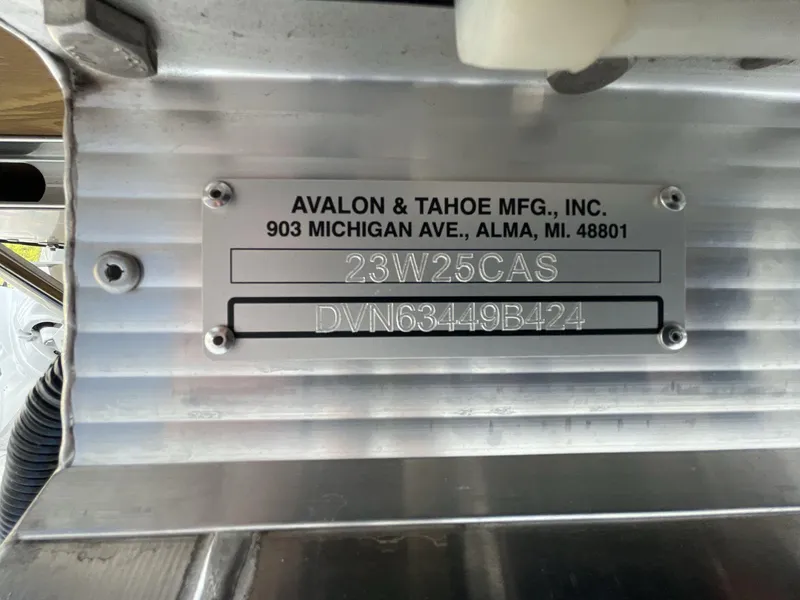 AVALON & TAHOE MFG., INC.
903 MICHIGAN AVE., ALMA, MI. 48801
23W25CAS
DVN63449B424